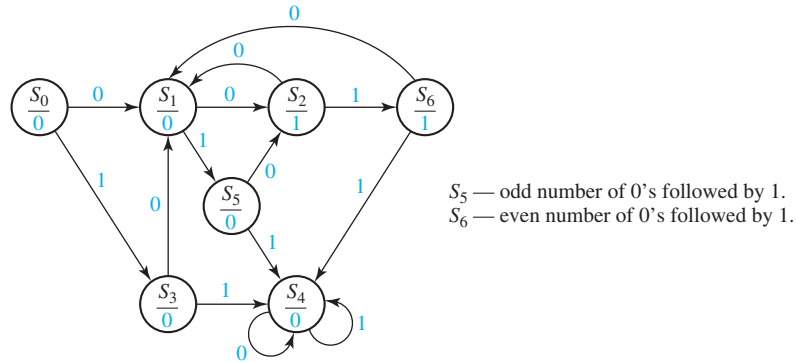 0
0
S0 0 S1 0 S2 1 S6
0 0 1 1
1 1 0 1
S5
0
0 1
S3 1 S4
0 0
0 1
S5 — odd number of 0's followed by 1.
S6 — even number of 0's followed by 1.